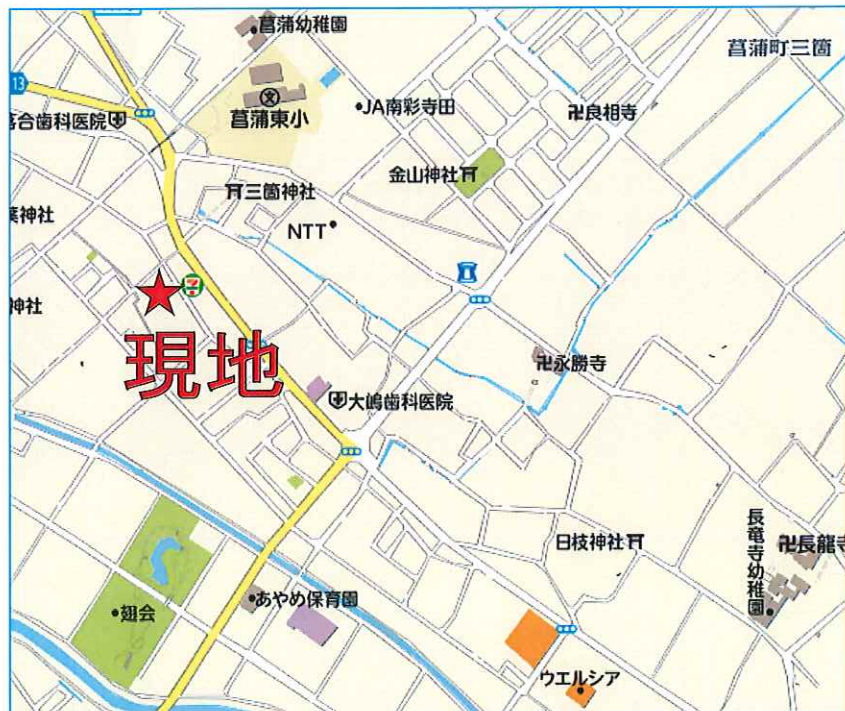 菖蒲幼稚園
菖蒲町三箇
13
JA南彩寺田
菖蒲東小
良相寺
合歯科医院
金山神社
三箇神社
NTT
神社
7
神社
現地
永勝寺
大嶋歯科医院
日枝神社
長竜寺幼稚園
長龍寺
あやめ保育園
翅会
ウエルシア